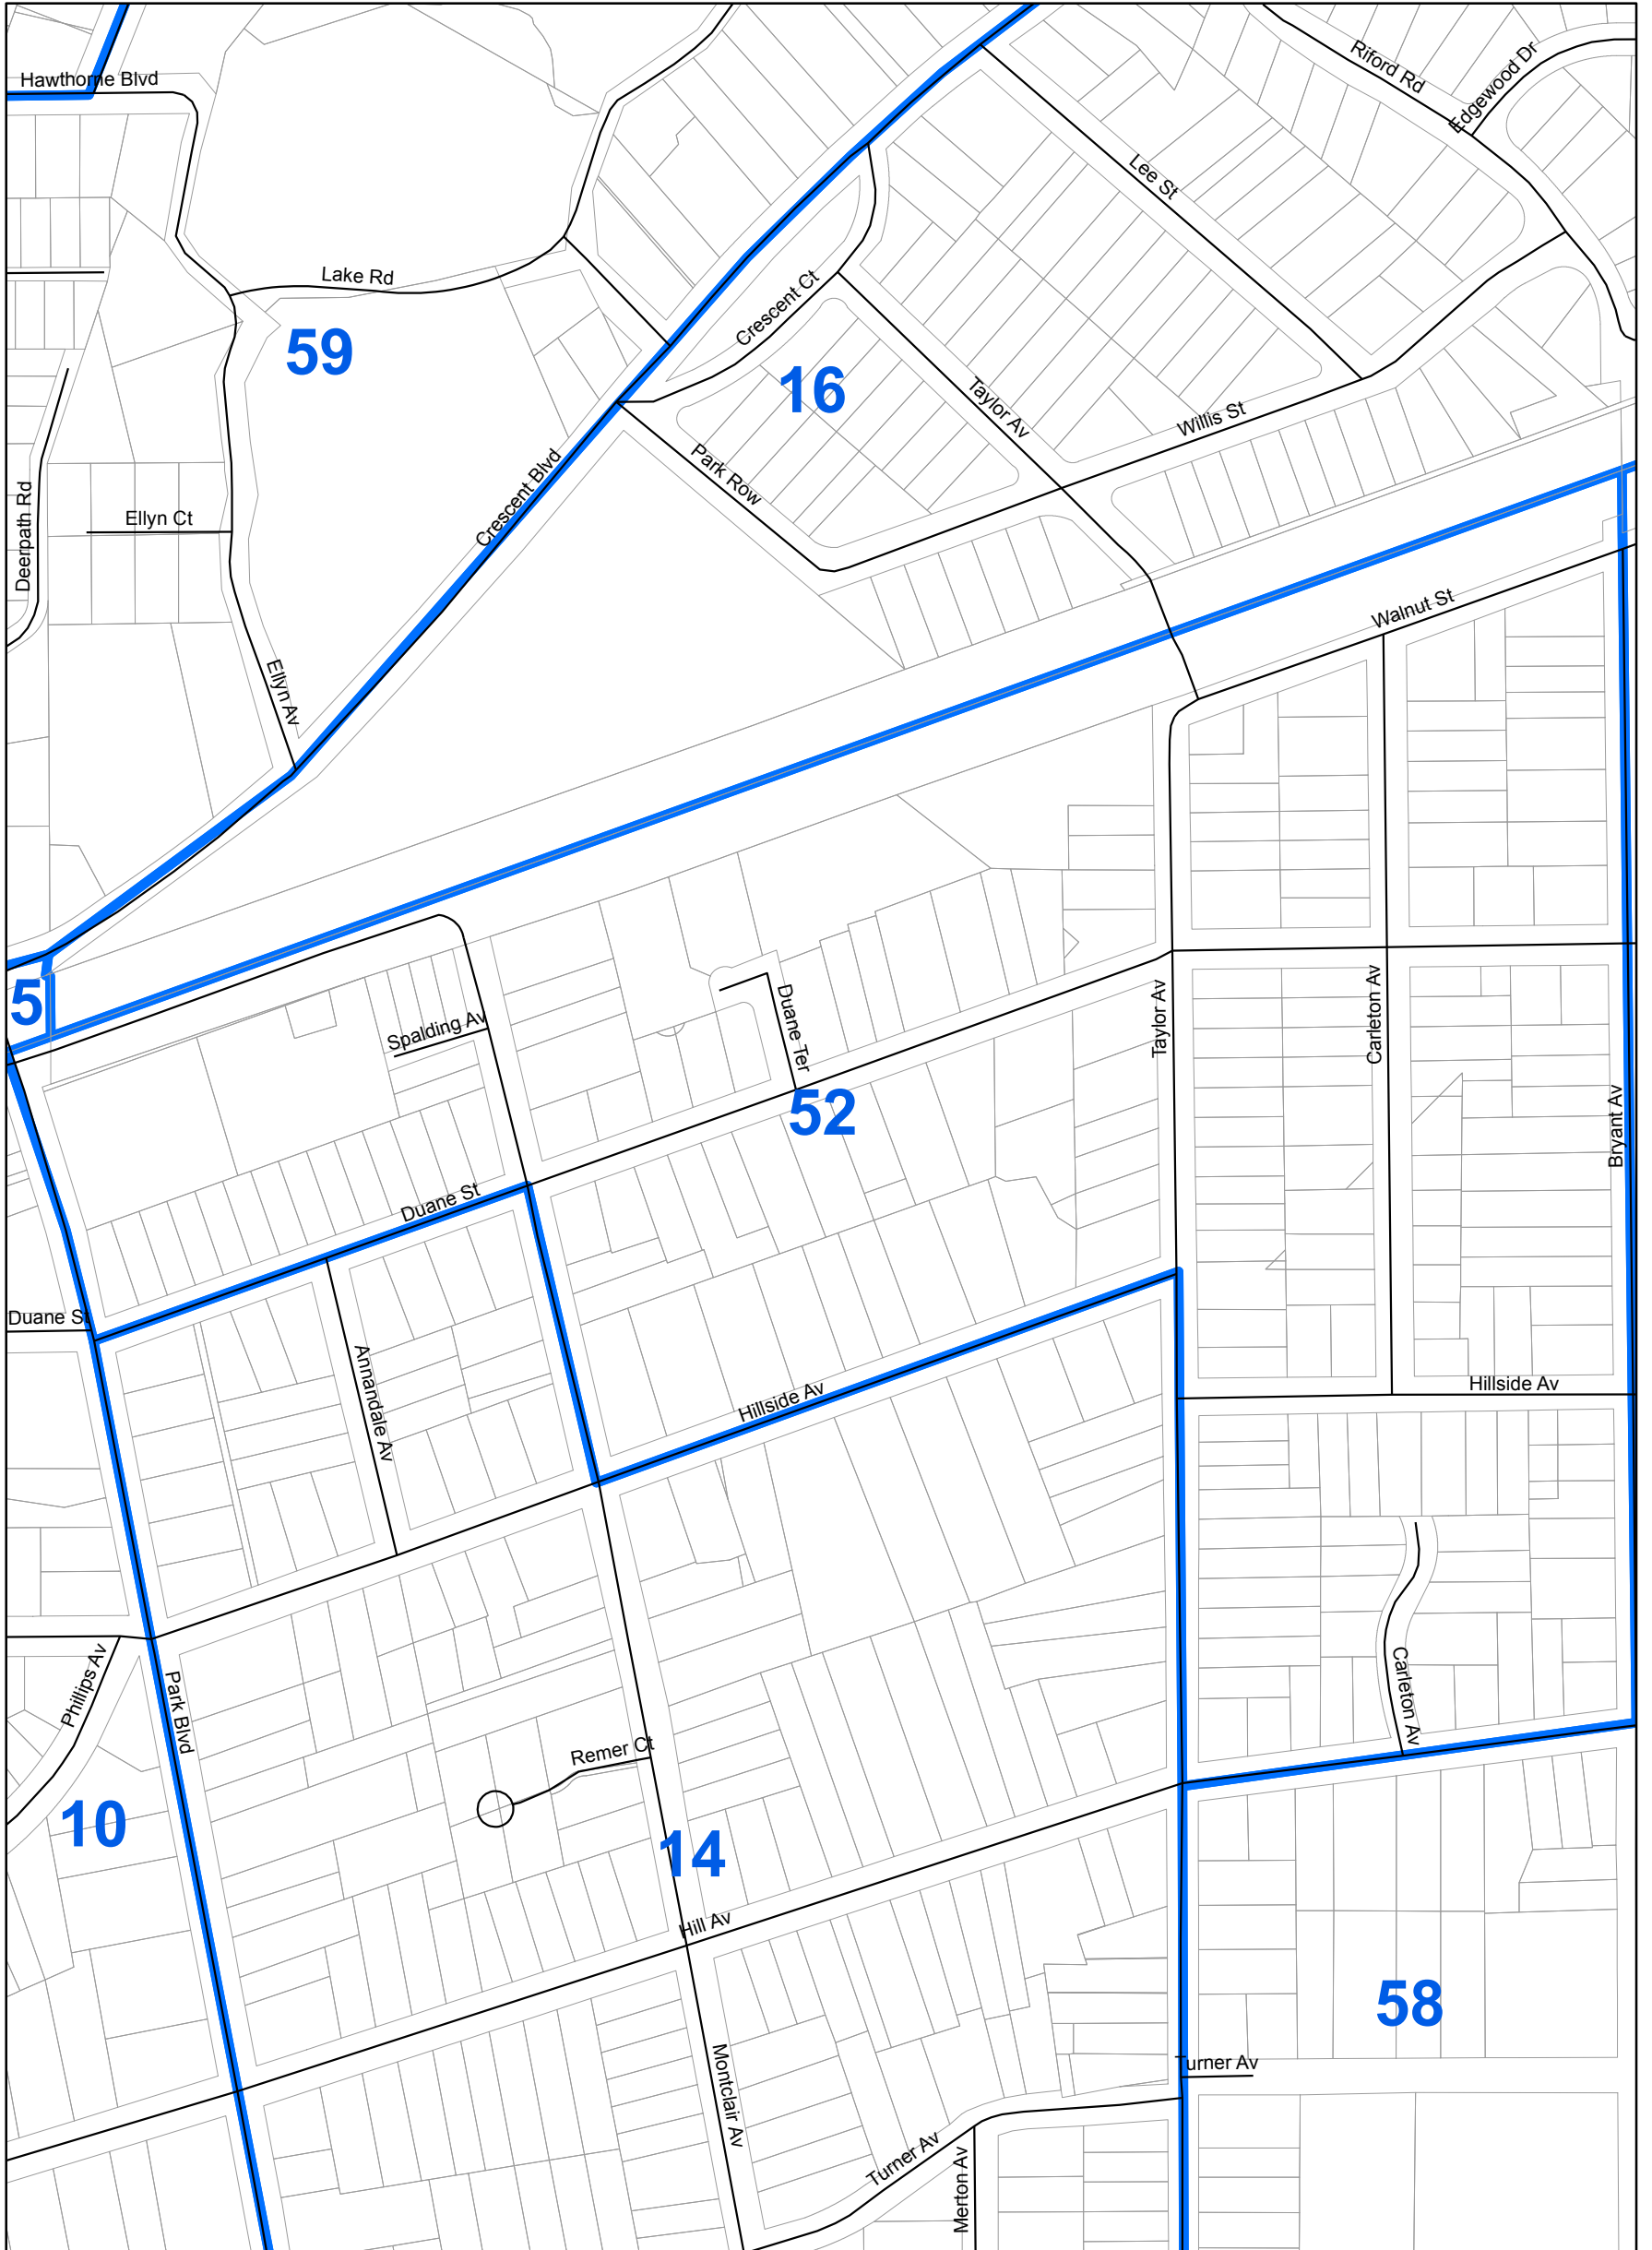 Hawthorne Blvd
Riford Rd
Edgewood Dr
Lee St
Lake Rd
Crescent Ct
59
16
Taylor Av
Willis St
Park Row
Crescent Blvd
Deerpath Rd
Ellyn Ct
Walnut St
Ellyn Av
5
Spalding Av
Duane Ter
Taylor Av
Carleton Av
52
Bryant Av
Duane St
Duane St
Annandale Av
Hillside Av
Hillside Av
Phillips Av
Park Blvd
Carleton Av
Remer Ct
10
14
Hill Av
58
Turner Av
Montclair Av
Turner Av
Merton Av